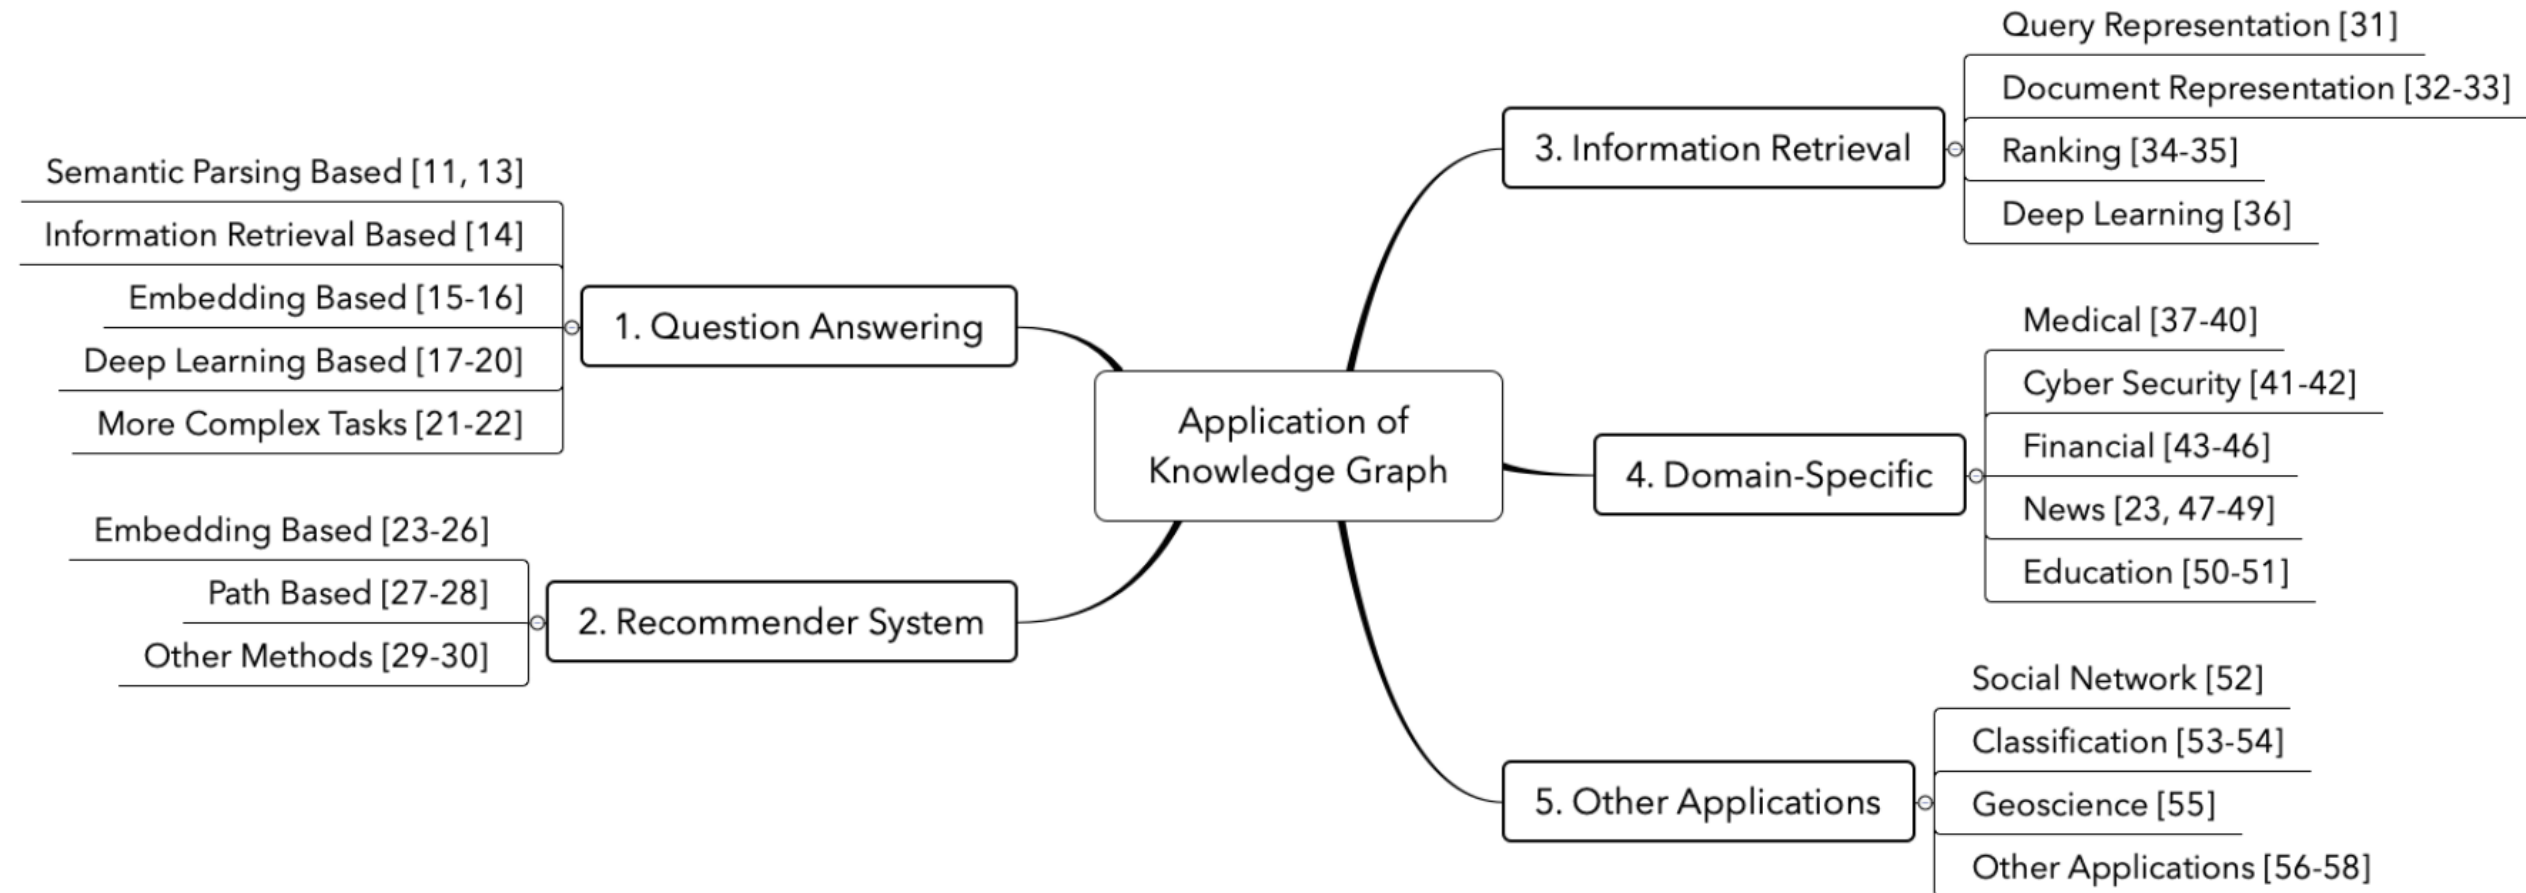 Application of
Knowledge Graph
1. Question Answering
Semantic Parsing Based [11, 13]
Information Retrieval Based [14]
Embedding Based [15-16]
Deep Learning Based [17-20]
More Complex Tasks [21-22]
2. Recommender System
Embedding Based [23-26]
Path Based [27-28]
Other Methods [29-30]
3. Information Retrieval
Query Representation [31]
Document Representation [32-33]
Ranking [34-35]
Deep Learning [36]
4. Domain-Specific
Medical [37-40]
Cyber Security [41-42]
Financial [43-46]
News [23, 47-49]
Education [50-51]
5. Other Applications
Social Network [52]
Classification [53-54]
Geoscience [55]
Other Applications [56-58]